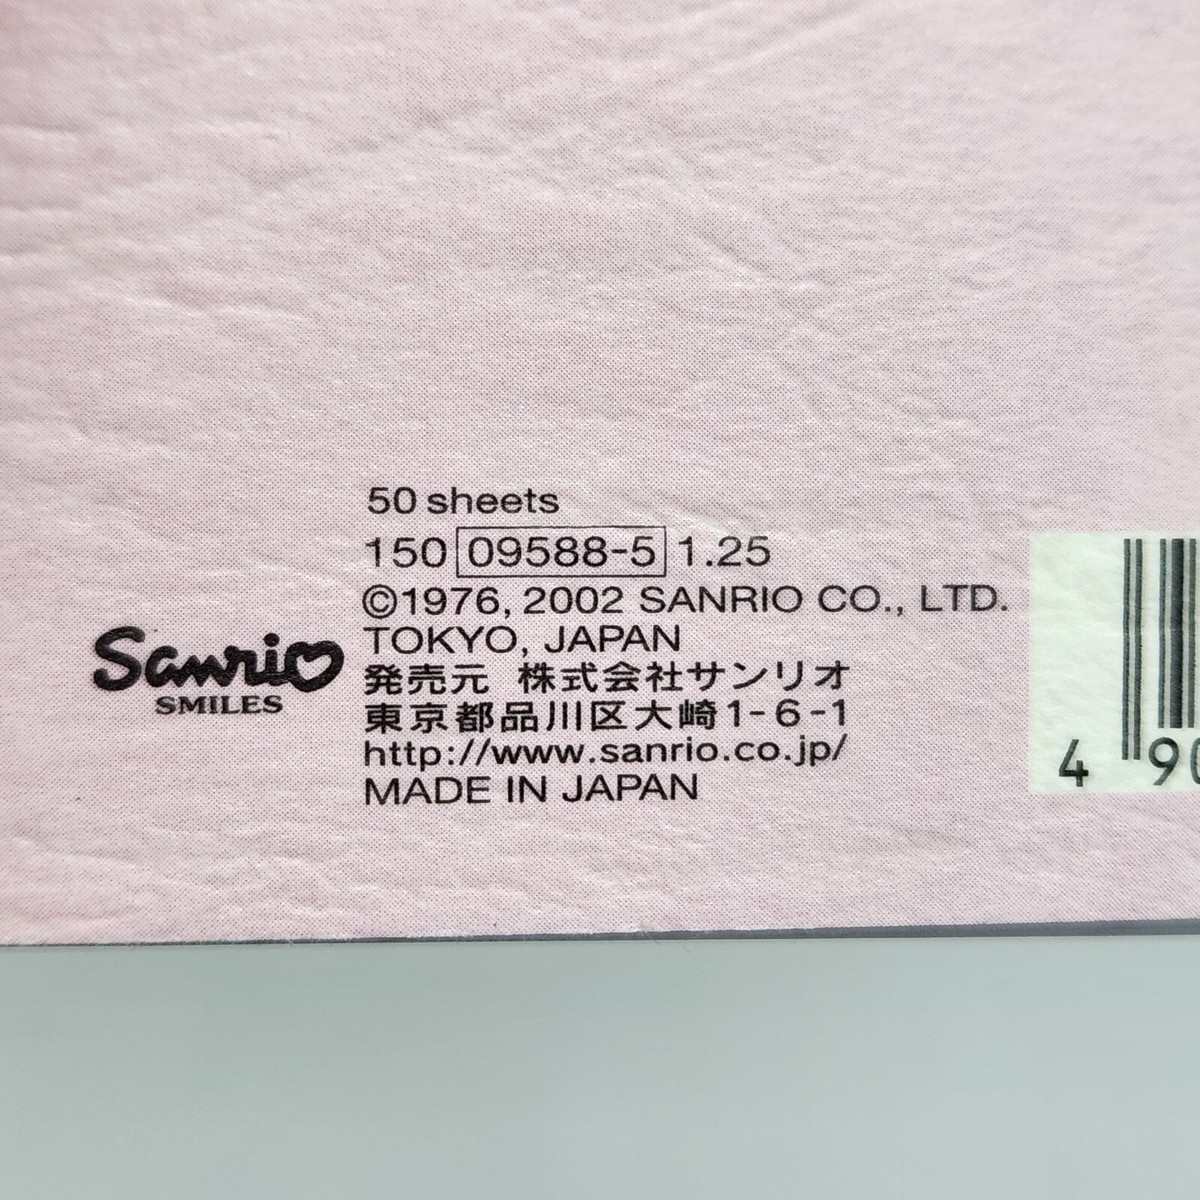 50 sheets
150 09588-5 1.25
©1976, 2002 SANRIO CO., LTD.
TOKYO, JAPAN
発売元 株式会社サンリオ
東京都品川区大崎1-6-1
http://www.sanrio.co.jp/
MADE IN JAPAN
Sanrio
SMILES
4 90